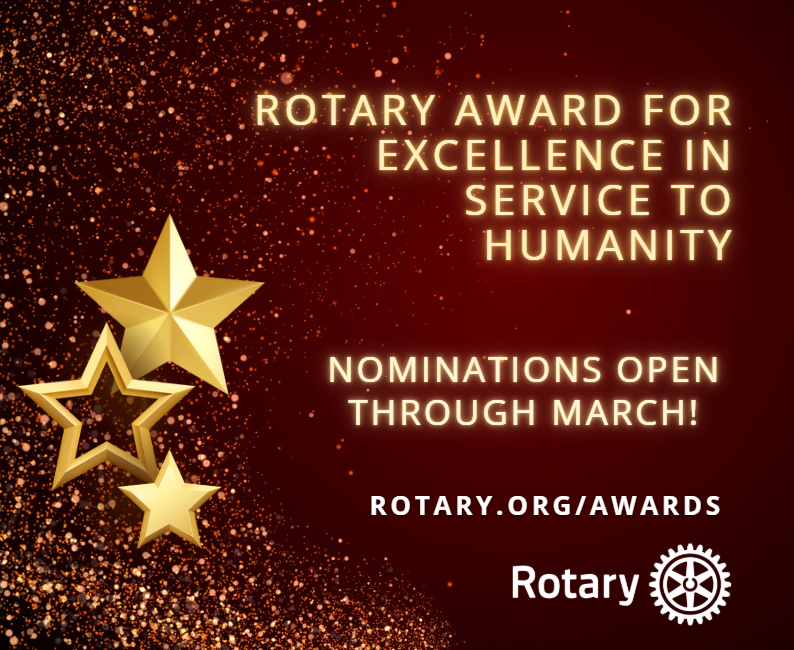 ROTARY AWARD FOR
EXCELLENCE IN
SERVICE TO
HUMANITY
NOMINATIONS OPEN
THROUGH MARCH!
ROTARY.ORG/AWARDS
Rotary